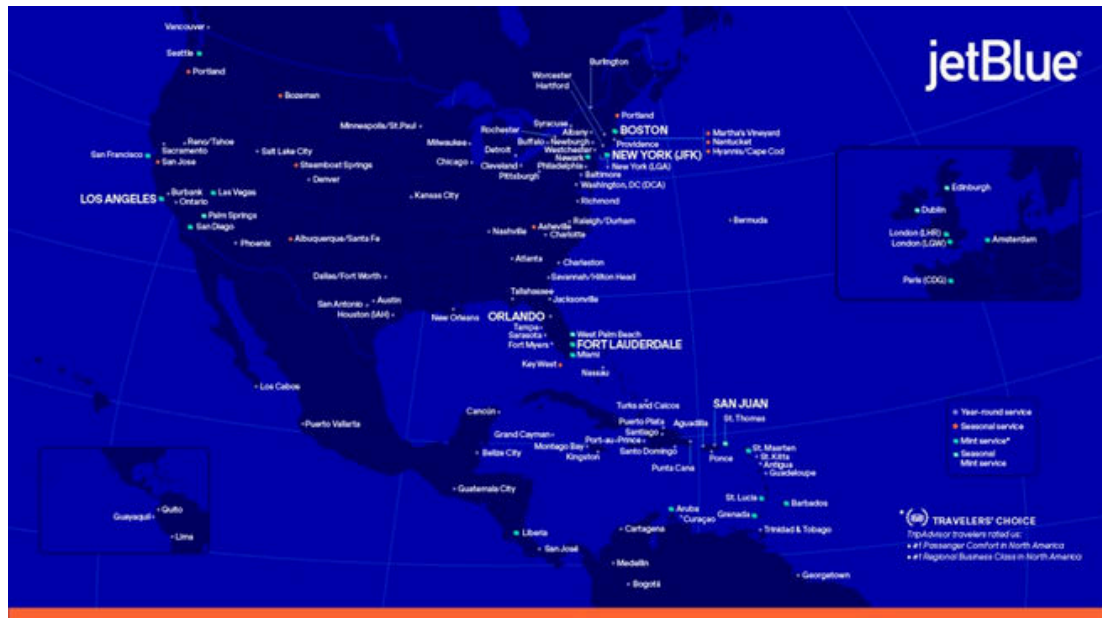 jetBlue
Vancouver
Seattle
Portland
Bozeman
Minneapolis/St.Paul
Milwaukee
Chicago
Reno/Tahoe
Sacramento
San Francisco
San Jose
Salt Lake City
Steamboat Springs
Denver
Kansas City
Burbank
Las Vegas
LOS ANGELES
Ontario
Palm Springs
San Diego
Phoenix
Albuquerque/Santa Fe
Dallas/Fort Worth
San Antonio
Austin
Houston (IAH)
New Orleans
Burlington
Worcester
Hartford
Portland
Syracuse
Rochester
Albany
BOSTON
Buffalo
Newburgh
Providence
Martha's Vineyard
Nantucket
Hyannis/Cape Cod
Detroit
Westchester
Newark
NEW YORK (JFK)
Cleveland
Philadelphia
New York (LGA)
Pittsburgh
Baltimore
Washington, DC (DCA)
Richmond
Raleigh/Durham
Bermuda
Nashville
Asheville
Charlotte
Atlanta
Charleston
Savannah/Hilton Head
Tallahassee
Jacksonville
ORLANDO
Tampa
Sarasota
Fort Myers
West Palm Beach
FORT LAUDERDALE
Miami
Key West
Nassau
Edinburgh
Dublin
London (LHR)
London (LGW)
Amsterdam
Paris (CDG)
Los Cabos
Puerto Vallarta
Cancún
Turks and Caicos
SAN JUAN
St. Thomas
Puerto Plata
Aguadilla
Grand Cayman
Santiago
Port-au-Prince
Montego Bay
Kingston
Santo Domingo
Punta Cana
Ponce
Belize City
St. Maarten
St. Kitts
Antigua
Guadeloupe
Guatemala City
St. Lucia
Barbados
Aruba
Curaçao
Grenada
Liberia
San José
Cartagena
Trinidad & Tobago
Medellín
Bogotá
Georgetown
Quito
Guayaquil
Lima
Year-round service
Seasonal service
Mint service*
Seasonal
Mint service
* TRAVELERS' CHOICE
TripAdvisor travelers rated us:
• #1 Passenger Comfort in North America
• #1 Regional Business Class in North America